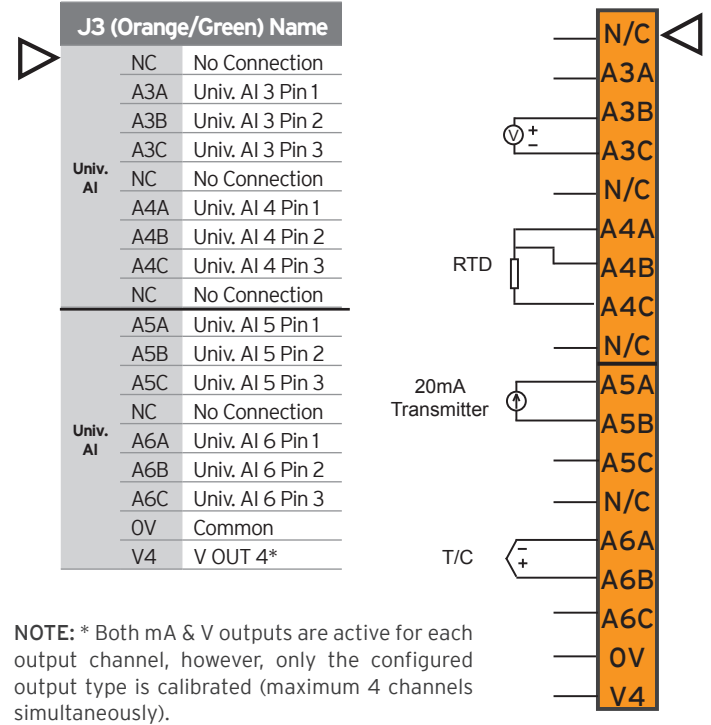 J3 (Orange/Green) Name
Univ. AI
NC No Connection
A3A Univ. AI 3 Pin 1
A3B Univ. AI 3 Pin 2
A3C Univ. AI 3 Pin 3
NC No Connection
A4A Univ. AI 4 Pin 1
A4B Univ. AI 4 Pin 2
A4C Univ. AI 4 Pin 3
NC No Connection
Univ. AI
A5A Univ. AI 5 Pin 1
A5B Univ. AI 5 Pin 2
A5C Univ. AI 5 Pin 3
NC No Connection
A6A Univ. AI 6 Pin 1
A6B Univ. AI 6 Pin 2
A6C Univ. AI 6 Pin 3
0V Common
V4 V OUT 4*
NOTE: * Both mA & V outputs are active for each
output channel, however, only the configured
output type is calibrated (maximum 4 channels
simultaneously).
N/C
A3A
A3B
V + −
A3C
N/C
A4A
RTD
A4B
A4C
N/C
20mA
Transmitter
A5A
A5B
A5C
N/C
T/C
− +
A6A
A6B
A6C
0V
V4